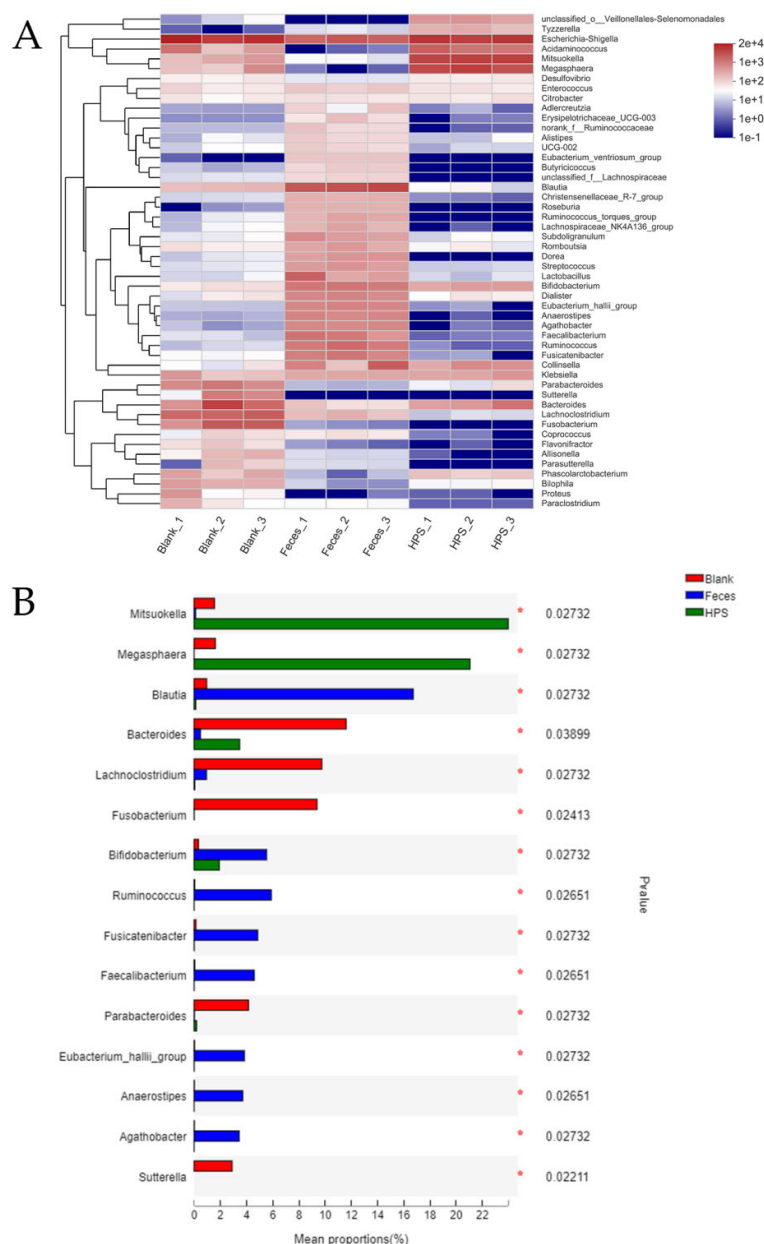 A
unclassified_o__Veillonellales-Selenomonadales
Tyzzerella
Escherichia-Shigella
Acidaminococcus
Mitsuokella
Megasphaera
Desulfovibrio
Enterococcus
Citrobacter
Adlercreutzia
Erysipelotrichaceae_UCG-003
norank_f__Ruminococcaceae
Alistipes
UCG-002
Eubacterium_ventriosum_group
Butyricicoccus
unclassified_f__Lachnospiraceae
Blautia
Christensenellaceae_R-7_group
Roseburia
Ruminococcus_torques_group
Lachnospiraceae_NK4A136_group
Subdoligranulum
Romboutsia
Dorea
Streptococcus
Lactobacillus
Bifidobacterium
Dialister
Eubacterium_hallii_group
Anaerostipes
Agathobacter
Faecalibacterium
Ruminococcus
Fusicatenibacter
Collinsella
Klebsiella
Parabacteroides
Sutterella
Bacteroides
Lachnoclostridium
Fusobacterium
Coprococcus
Flavonifractor
Allisonella
Parasutterella
Phascolarctobacterium
Bilophila
Proteus
Paraclostridium
2e+4
1e+3
1e+2
1e+1
1e+0
1e-1
Blank_1
Blank_2
Blank_3
Feces_1
Feces_2
Feces_3
HPS_1
HPS_2
HPS_3
B
Blank
Feces
HPS
Mitsuokella * 0.02732
Megasphaera * 0.02732
Blautia * 0.02732
Bacteroides * 0.03899
Lachnoclostridium * 0.02732
Fusobacterium * 0.02413
Bifidobacterium * 0.02732
Ruminococcus * 0.02651
Fusicatenibacter * 0.02732
Faecalibacterium * 0.02651
Parabacteroides * 0.02732
Eubacterium_hallii_group * 0.02732
Anaerostipes * 0.02651
Agathobacter * 0.02732
Sutterella * 0.02211
Pvalue
0 2 4 6 8 10 12 14 16 18 20 22
Mean proportions(%)